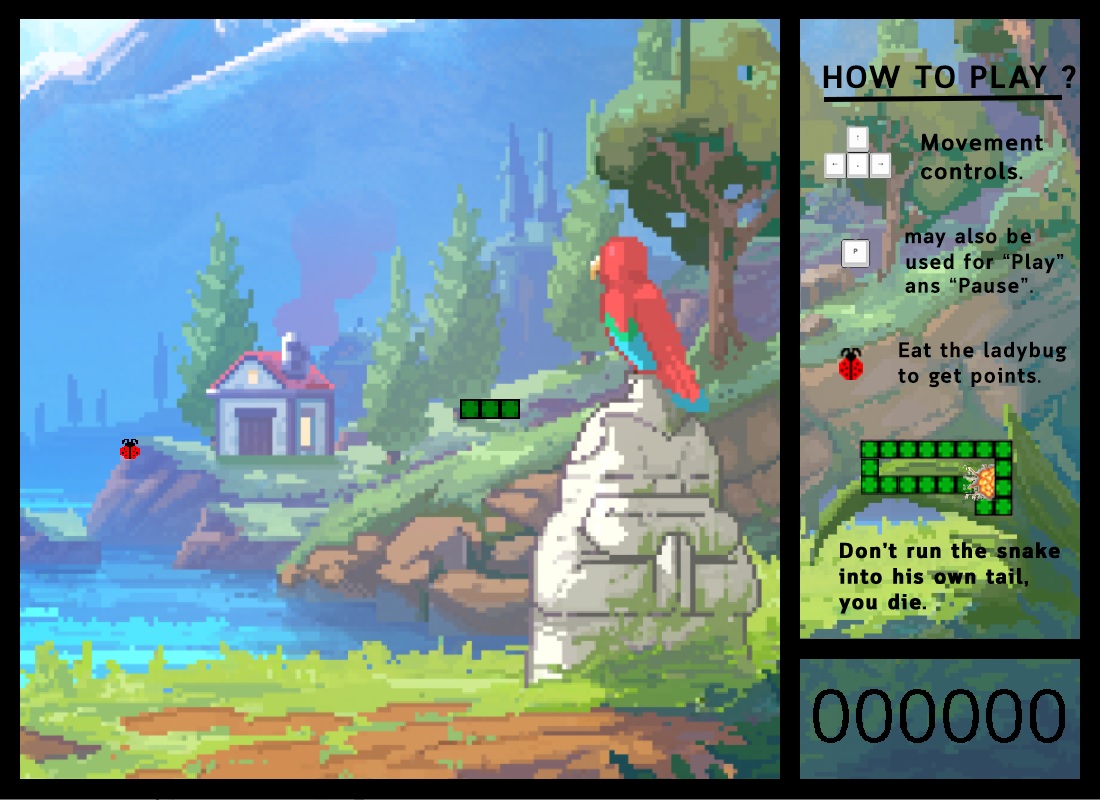 HOW TO PLAY ?
Movement
controls.
P
may also be
used for “Play”
ans “Pause”.
Eat the ladybug
to get points.
Don't run the snake
into his own tail,
you die.
000000